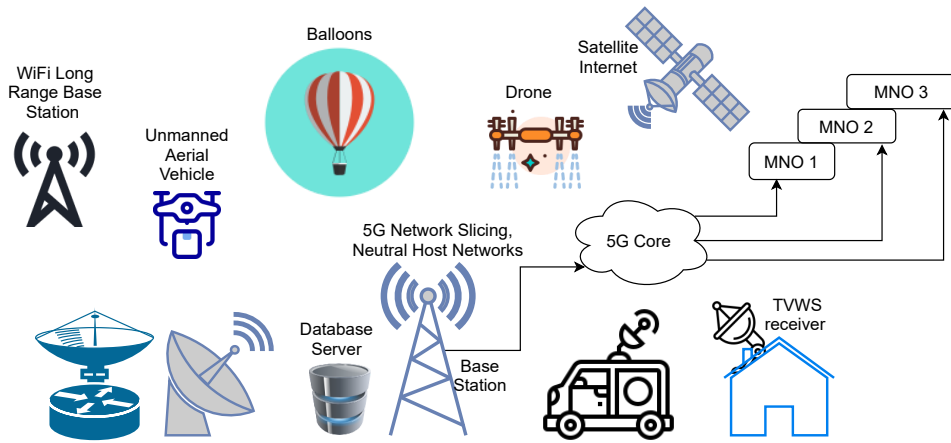 WiFi Long
Range Base
Station
Unmanned
Aerial
Vehicle
Balloons
Drone
Satellite
Internet
MNO 3
MNO 2
MNO 1
5G Network Slicing,
Neutral Host Networks
5G Core
Database
Server
Base
Station
TVWS
receiver